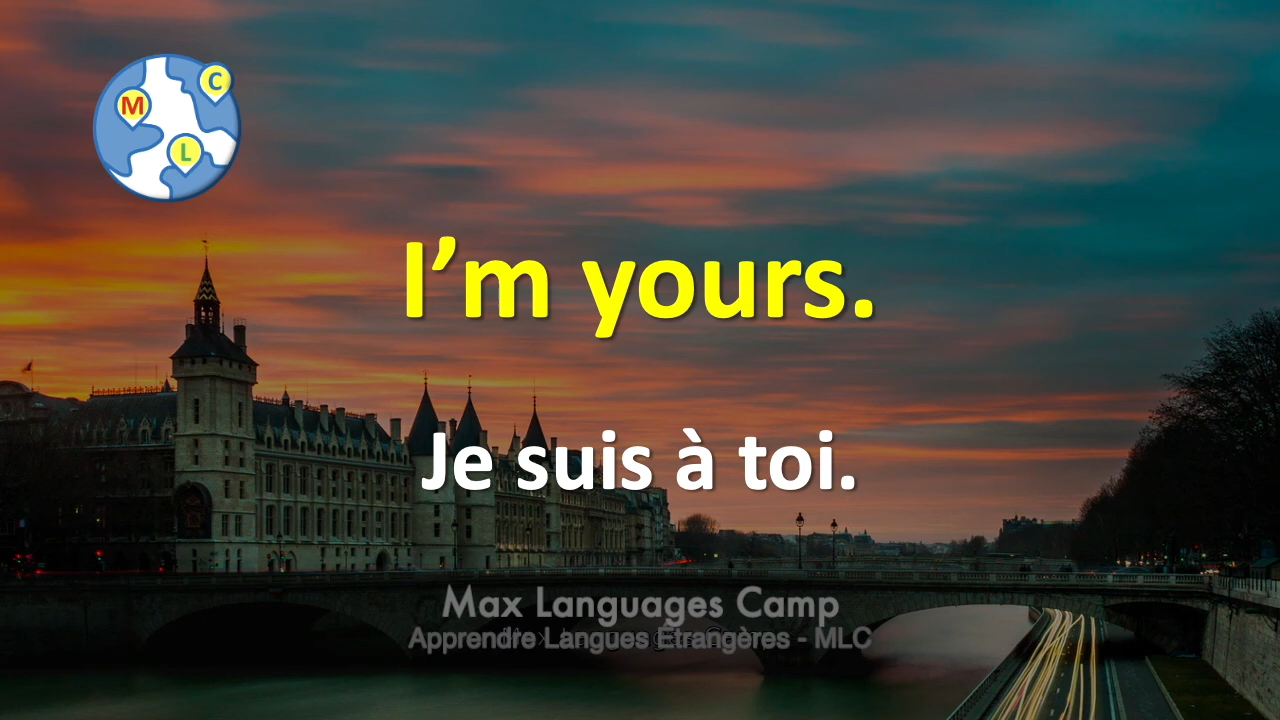 M
C
L
I’m yours.
Je suis à toi.
Max Languages Camp
Apprendre Langues Étrangères - MLC